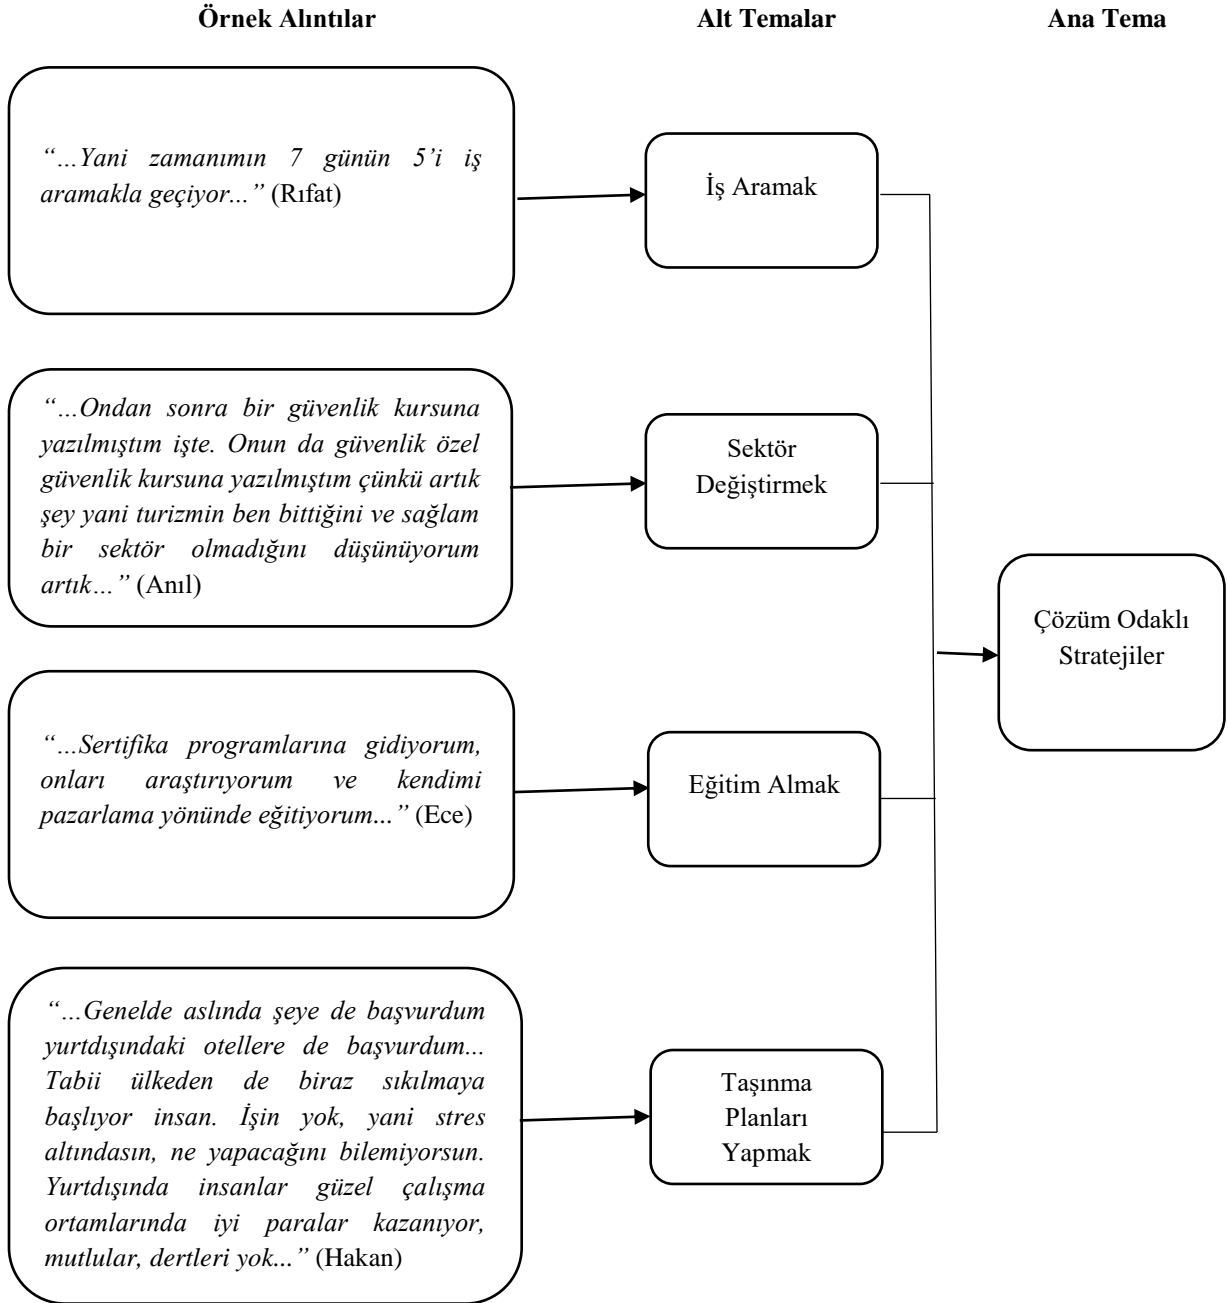 Örnek Alıntılar
Alt Temalar
Ana Tema
“…Yani zamanımın 7 günün 5’i iş
aramakla geçiyor...” (Rıfat)
İş Aramak
“…Ondan sonra bir güvenlik kursuna
yazılmıştım işte. Onun da güvenlik özel
güvenlik kursuna yazılmıştım çünkü artık
şey yani turizmin ben bittiğini ve sağlam
bir sektör olmadığını düşünüyorum
artık…” (Anıl)
Sektör
Değiştirmek
“…Sertifika programlarına gidiyorum,
onları araştırıyorum ve kendimi
pazarlama yönünde eğitiyorum...” (Ece)
Eğitim Almak
“…Genelde aslında şeye de başvurdum
yurtdışındaki otellere de başvurdum...
Tabii ülkeden de biraz sıkılmaya
başlıyor insan. İşin yok, yani stres
altındasın, ne yapacağını bilemiyorsun.
Yurtdışında insanlar güzel çalışma
ortamlarında iyi paralar kazanıyor,
mutlular, dertleri yok...” (Hakan)
Taşınma
Planları
Yapmak
Çözüm Odaklı
Stratejiler